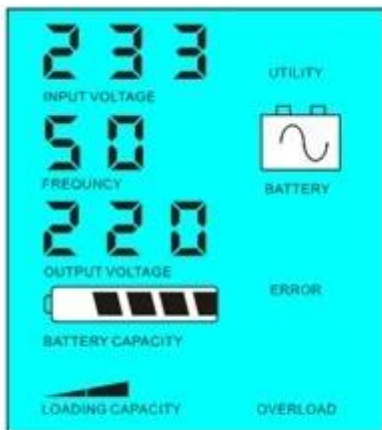 233
UTILITY
INPUT VOLTAGE
50
FREQUNCY
BATTERY
220
OUTPUT VOLTAGE
ERROR
BATTERY CAPACITY
LOADING CAPACITY
OVERLOAD